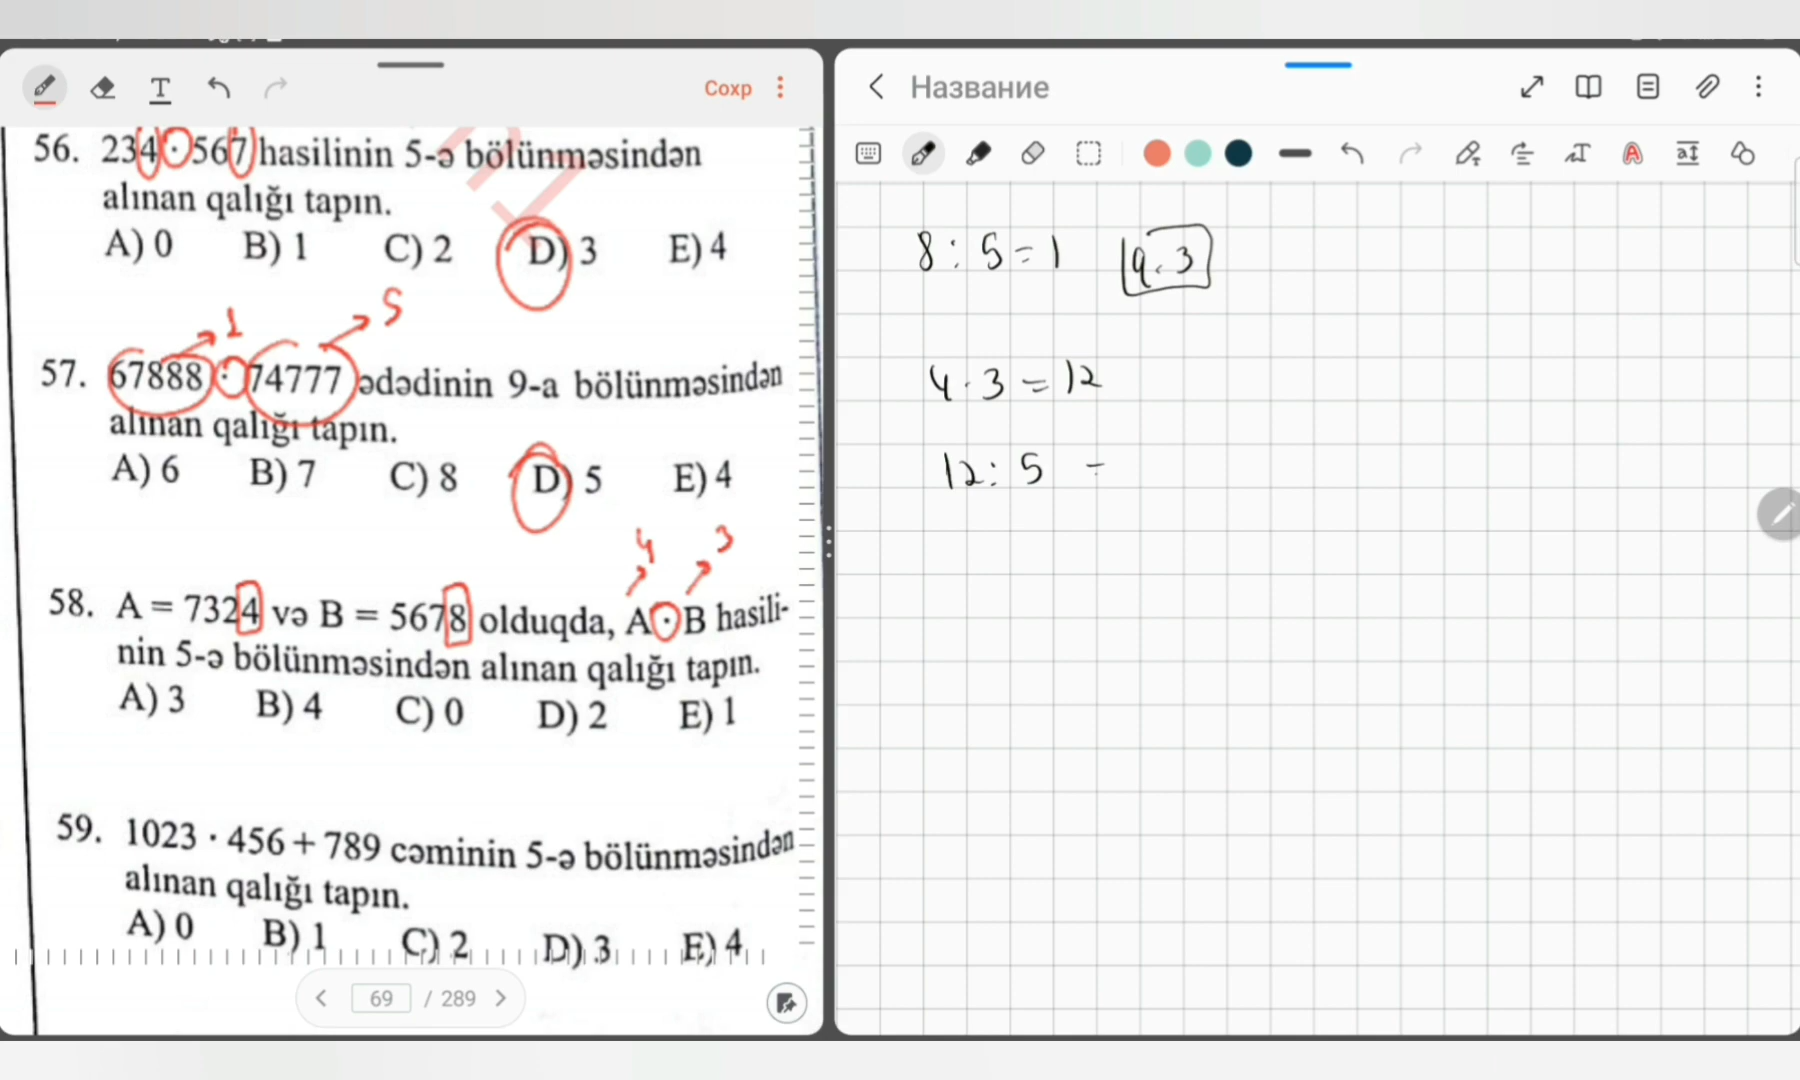 Сохр
56. 234 · 567 hasilinin 5-ə bölünməsindən
alınan qalığı tapın.
A) 0 B) 1 C) 2 D) 3 E) 4
1 5
57. 67888 · 74777 ədədinin 9-a bölünməsindən
alınan qalığı tapın.
A) 6 B) 7 C) 8 D) 5 E) 4
4 3
58. A = 7324 və B = 5678 olduqda, A · B hasili-
nin 5-ə bölünməsindən alınan qalığı tapın.
A) 3 B) 4 C) 0 D) 2 E) 1
59. 1023 · 456 + 789 cəminin 5-ə bölünməsindən
alınan qalığı tapın.
A) 0 B) 1 C) 2 D) 3 E) 4
69 / 289
Название
8 : 5 = 1 q. 3
4 · 3 = 12
12 : 5 =